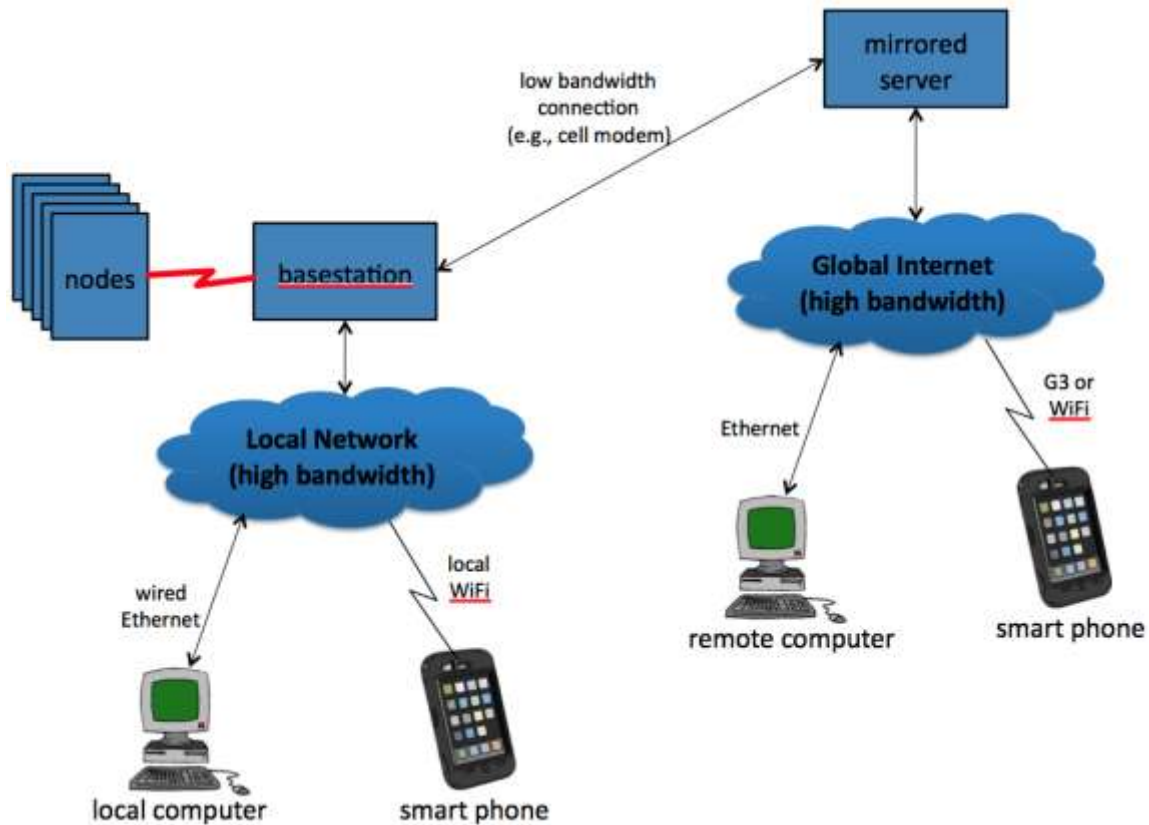 mirrored
server
low bandwidth
connection
(e.g., cell modem)
nodes
basestation
Global Internet
(high bandwidth)
G3 or
WiFi
Ethernet
Local Network
(high bandwidth)
local
WiFi
wired
Ethernet
remote computer
smart phone
local computer
smart phone